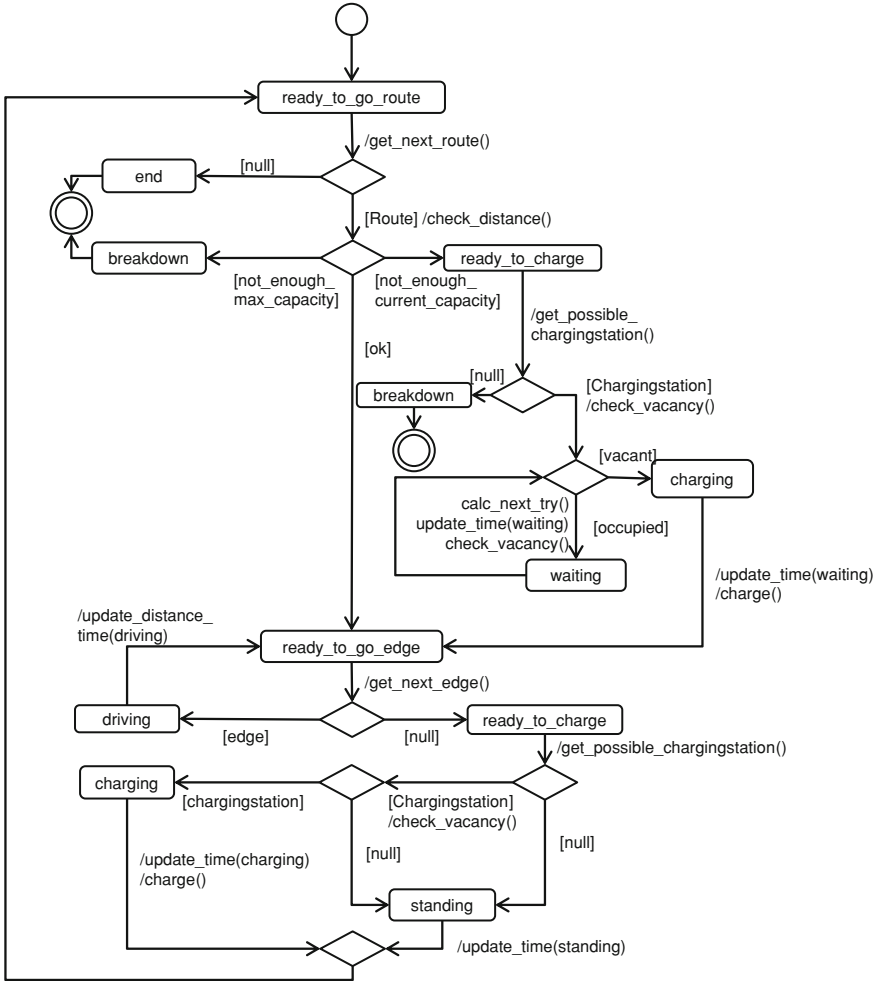 ready_to_go_route
/get_next_route()
[null]
end
[Route] /check_distance()
breakdown
ready_to_charge
[not_enough_
max_capacity]
[not_enough_
current_capacity]
/get_possible_
chargingstation()
[ok]
[null]
breakdown
[Chargingstation]
/check_vacancy()
[vacant]
charging
calc_next_try()
update_time(waiting)
check_vacancy()
[occupied]
waiting
/update_time(waiting)
/charge()
/update_distance_
time(driving)
ready_to_go_edge
/get_next_edge()
driving
[edge]
[null]
ready_to_charge
/get_possible_chargingstation()
charging
[chargingstation]
[Chargingstation]
/check_vacancy()
[null]
[null]
/update_time(charging)
/charge()
standing
/update_time(standing)